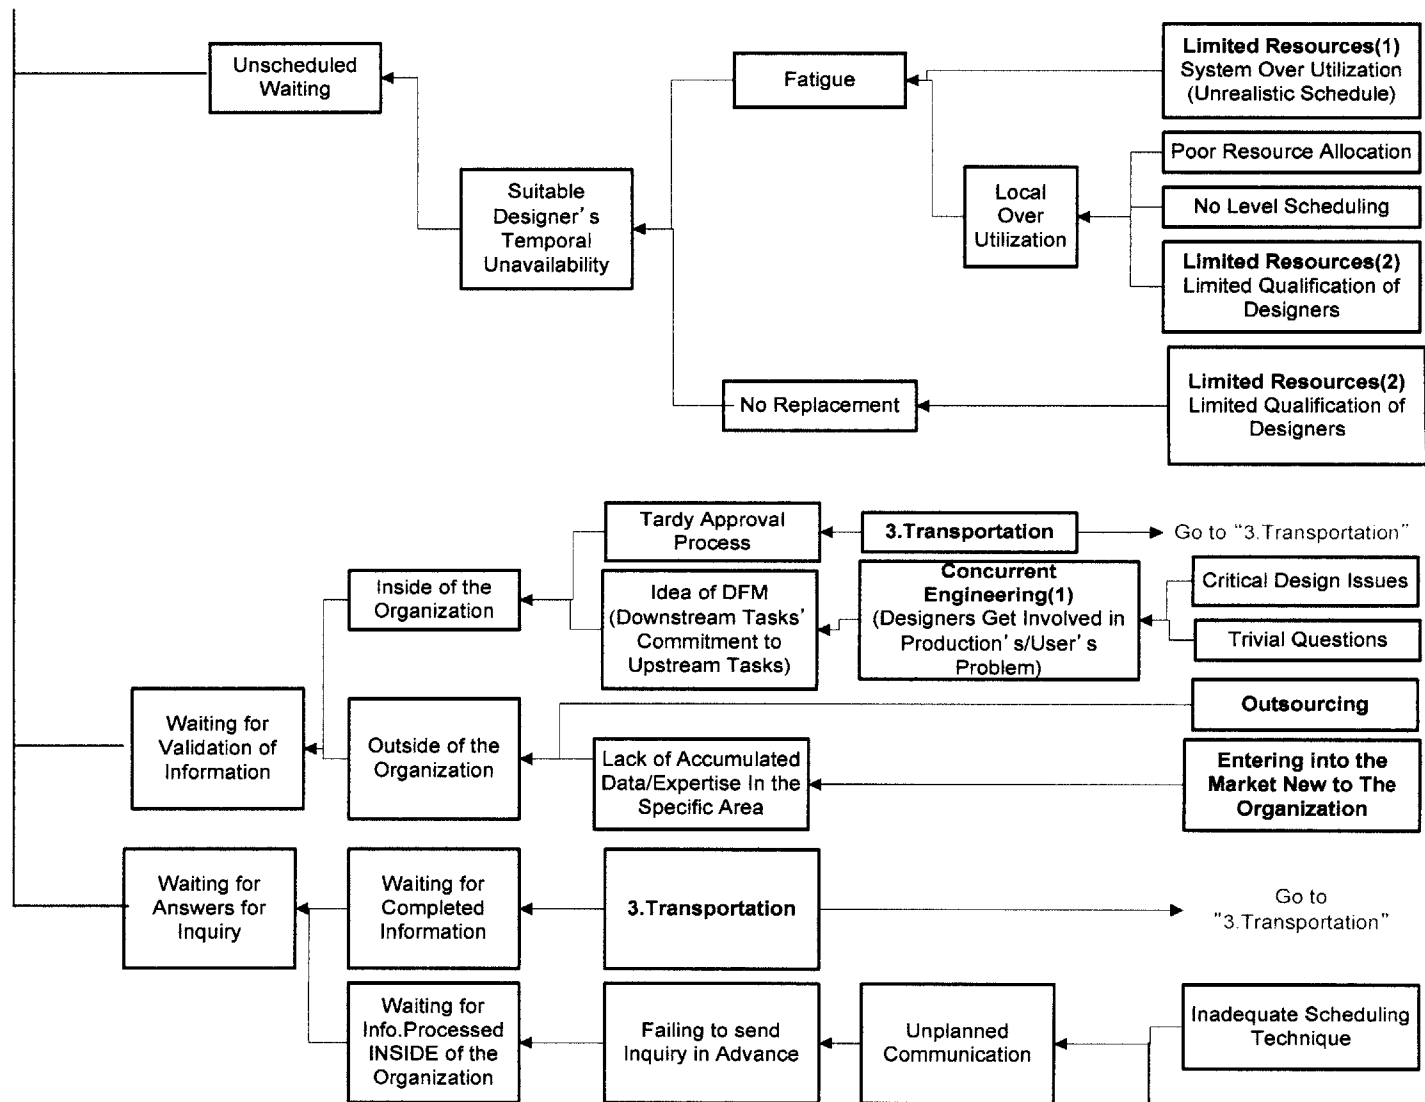 Unscheduled
Waiting
Suitable
Designer's
Temporal
Unavailability
Fatigue
Local
Over
Utilization
Limited Resources(1)
System Over Utilization
(Unrealistic Schedule)
Poor Resource Allocation
No Level Scheduling
Limited Resources(2)
Limited Qualification of
Designers
No Replacement
Limited Resources(2)
Limited Qualification of
Designers
Waiting for
Validation of
Information
Inside of the
Organization
Tardy Approval
Process
3.Transportation
Go to "3.Transportation"
Idea of DFM
(Downstream Tasks'
Commitment to
Upstream Tasks)
Concurrent
Engineering(1)
(Designers Get Involved in
Production's/User's
Problem)
Critical Design Issues
Trivial Questions
Outside of the
Organization
Outsourcing
Lack of Accumulated
Data/Expertise In the
Specific Area
Entering into the
Market New to The
Organization
Waiting for
Answers for
Inquiry
Waiting for
Completed
Information
3.Transportation
Go to
"3.Transportation"
Waiting for
Info.Processed
INSIDE of the
Organization
Failing to send
Inquiry in Advance
Unplanned
Communication
Inadequate Scheduling
Technique